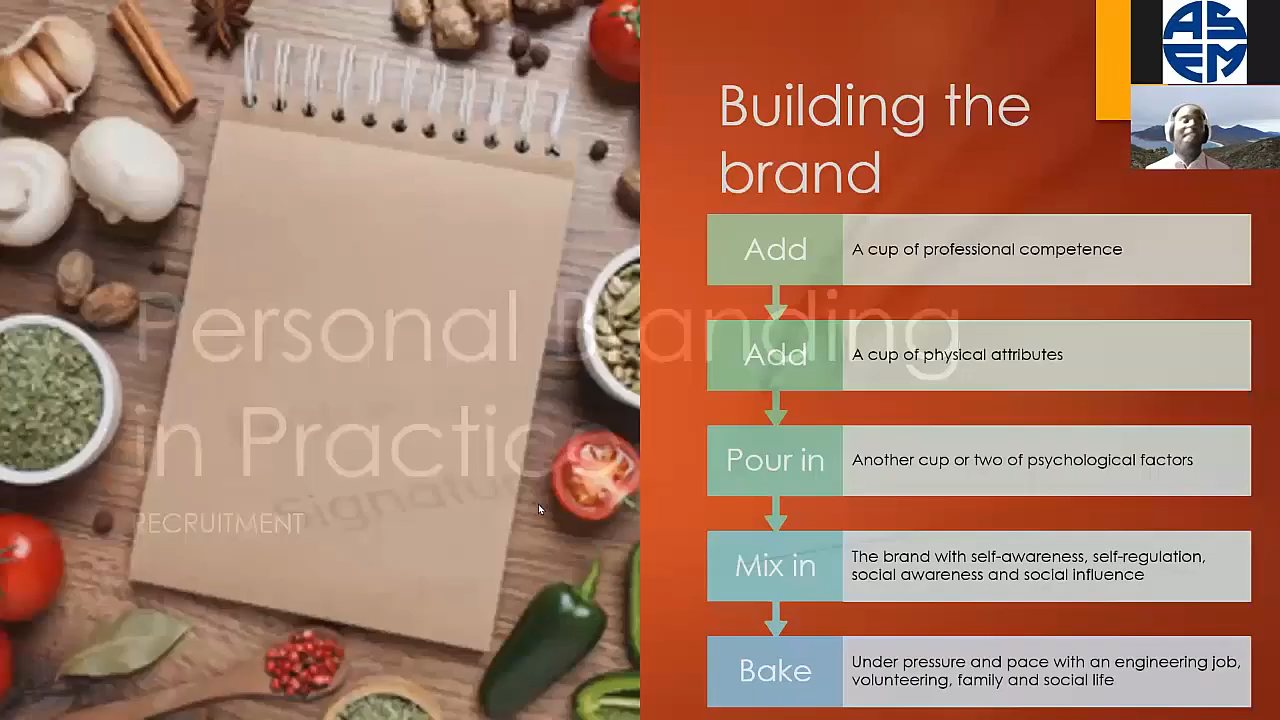 ASEM
Building the
brand
Add
A cup of professional competence
Add
A cup of physical attributes
Pour in
Another cup or two of psychological factors
Mix in
The brand with self-awareness, self-regulation,
social awareness and social influence
Bake
Under pressure and pace with an engineering job,
volunteering, family and social life
Personal Branding
in Practic
RECRUITMENT